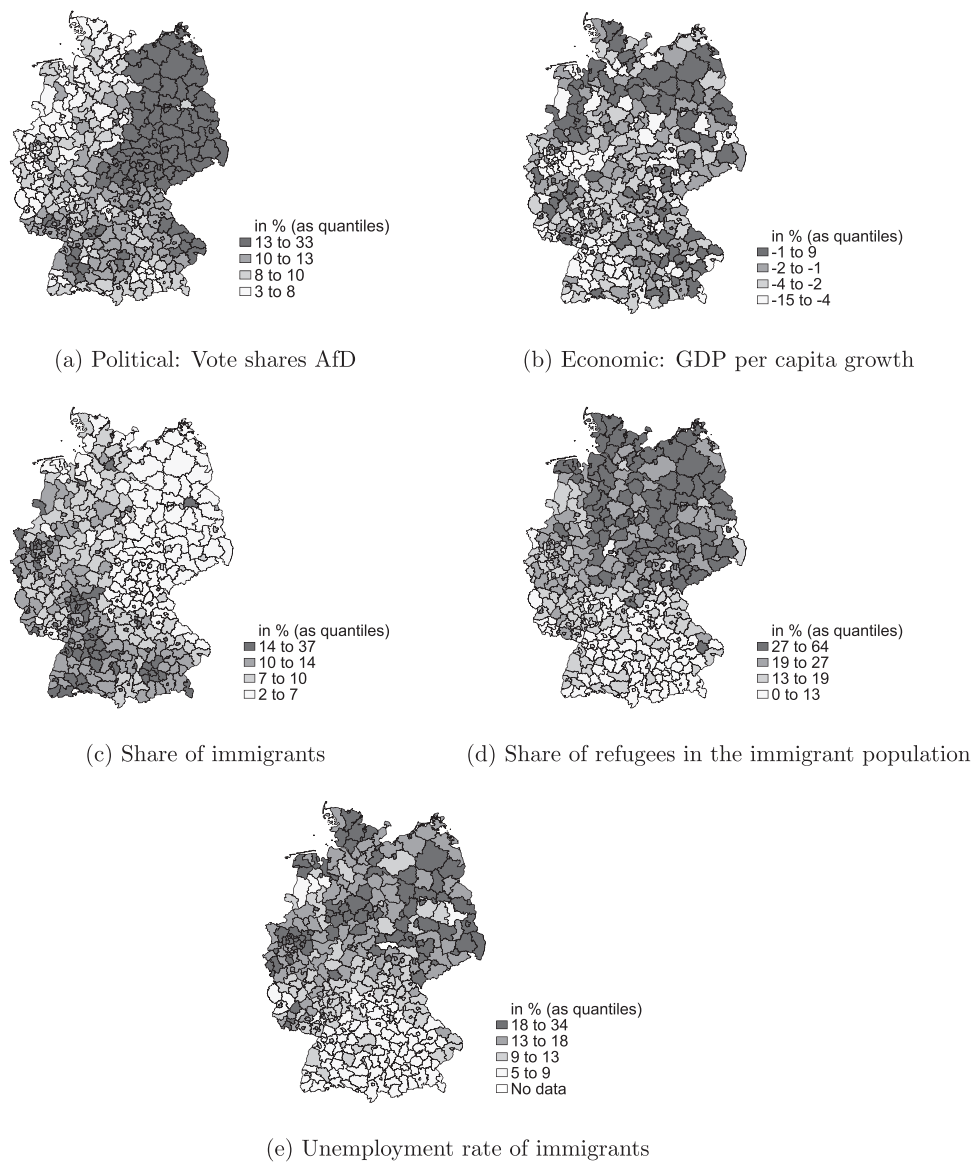 in % (as quantiles)
13 to 33
10 to 13
8 to 10
3 to 8
(a) Political: Vote shares AfD
in % (as quantiles)
-1 to 9
-2 to -1
-4 to -2
-15 to -4
(b) Economic: GDP per capita growth
in % (as quantiles)
14 to 37
10 to 14
7 to 10
2 to 7
(c) Share of immigrants
in % (as quantiles)
27 to 64
19 to 27
13 to 19
0 to 13
(d) Share of refugees in the immigrant population
in % (as quantiles)
18 to 34
13 to 18
9 to 13
5 to 9
No data
(e) Unemployment rate of immigrants